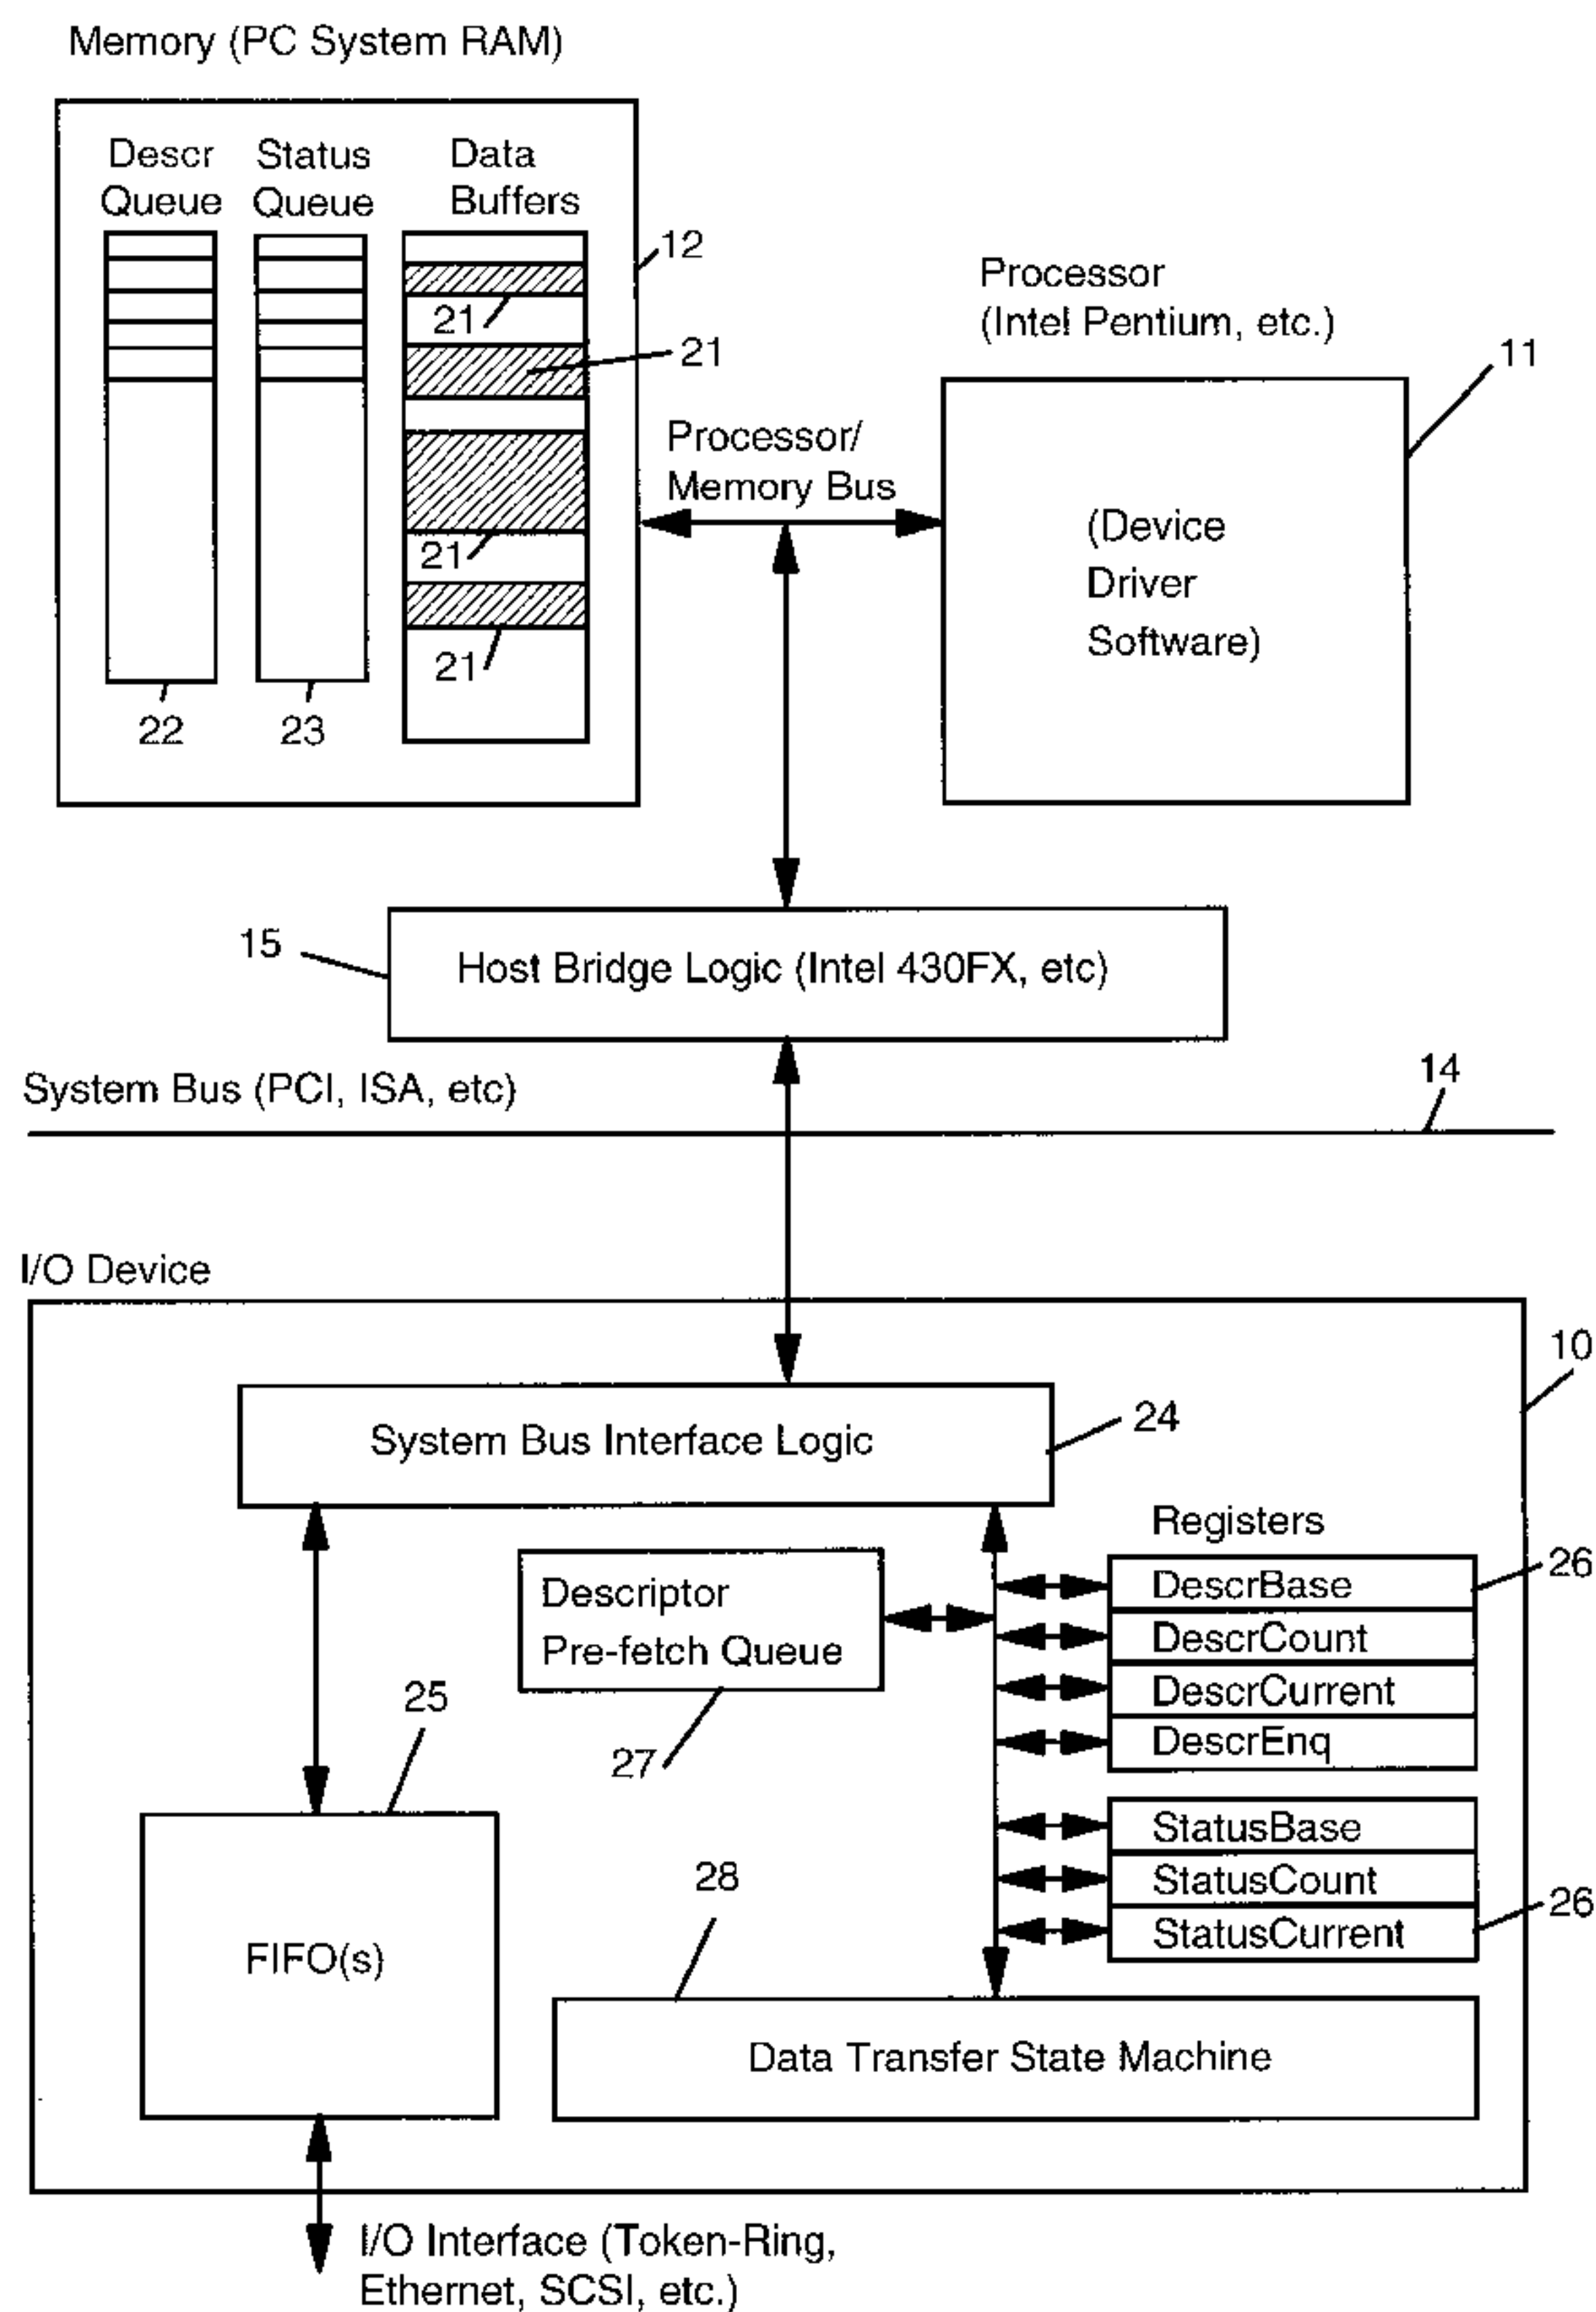 Memory (PC System RAM)
Descr
Queue
Status
Queue
Data
Buffers
12
21
21
21
21
22
23
Processor
(Intel Pentium, etc.)
11
Processor/
Memory Bus
(Device
Driver
Software)
15
Host Bridge Logic (Intel 430FX, etc)
System Bus (PCI, ISA, etc)
14
I/O Device
10
System Bus Interface Logic
24
Registers
26
DescrBase
DescrCount
DescrCurrent
DescrEnq
Descriptor
Pre-fetch Queue
27
25
StatusBase
StatusCount
StatusCurrent
26
28
FIFO(s)
Data Transfer State Machine
I/O Interface (Token-Ring,
Ethernet, SCSI, etc.)